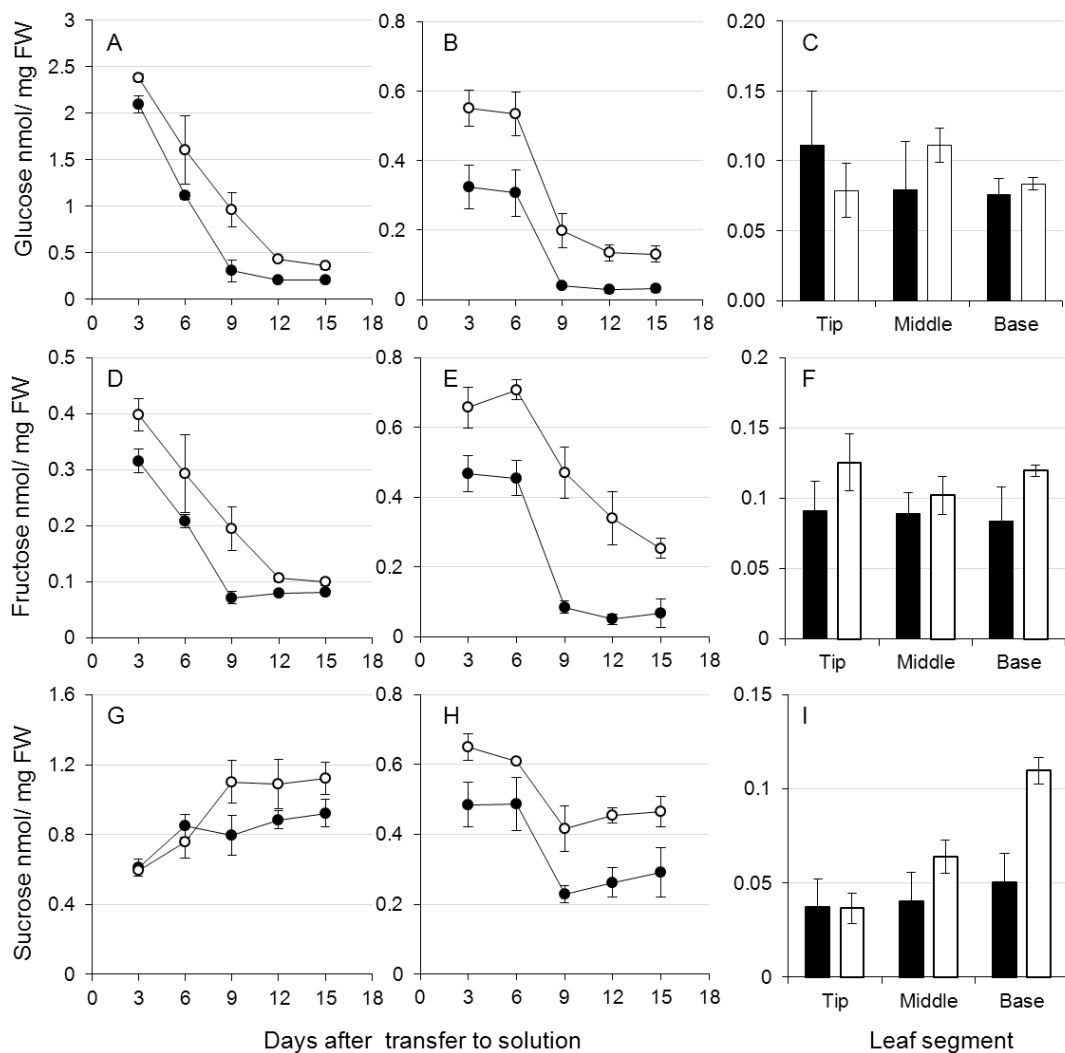 Glucose nmol/ mg FW
A
3
2.5
2
1.5
1
0.5
0
0 3 6 9 12 15 18
B
0.8
0.6
0.4
0.2
0
0 3 6 9 12 15 18
C
0.20
0.15
0.10
0.05
0.00
Tip Middle Base
Fructose nmol/ mg FW
D
0.5
0.4
0.3
0.2
0.1
0
0 3 6 9 12 15 18
E
0.8
0.6
0.4
0.2
0
0 3 6 9 12 15 18
F
0.2
0.15
0.1
0.05
0
Tip Middle Base
Sucrose nmol/ mg FW
G
1.6
1.2
0.8
0.4
0
0 3 6 9 12 15 18
H
0.8
0.6
0.4
0.2
0
0 3 6 9 12 15 18
I
0.15
0.1
0.05
0
Tip Middle Base
Days after transfer to solution
Leaf segment